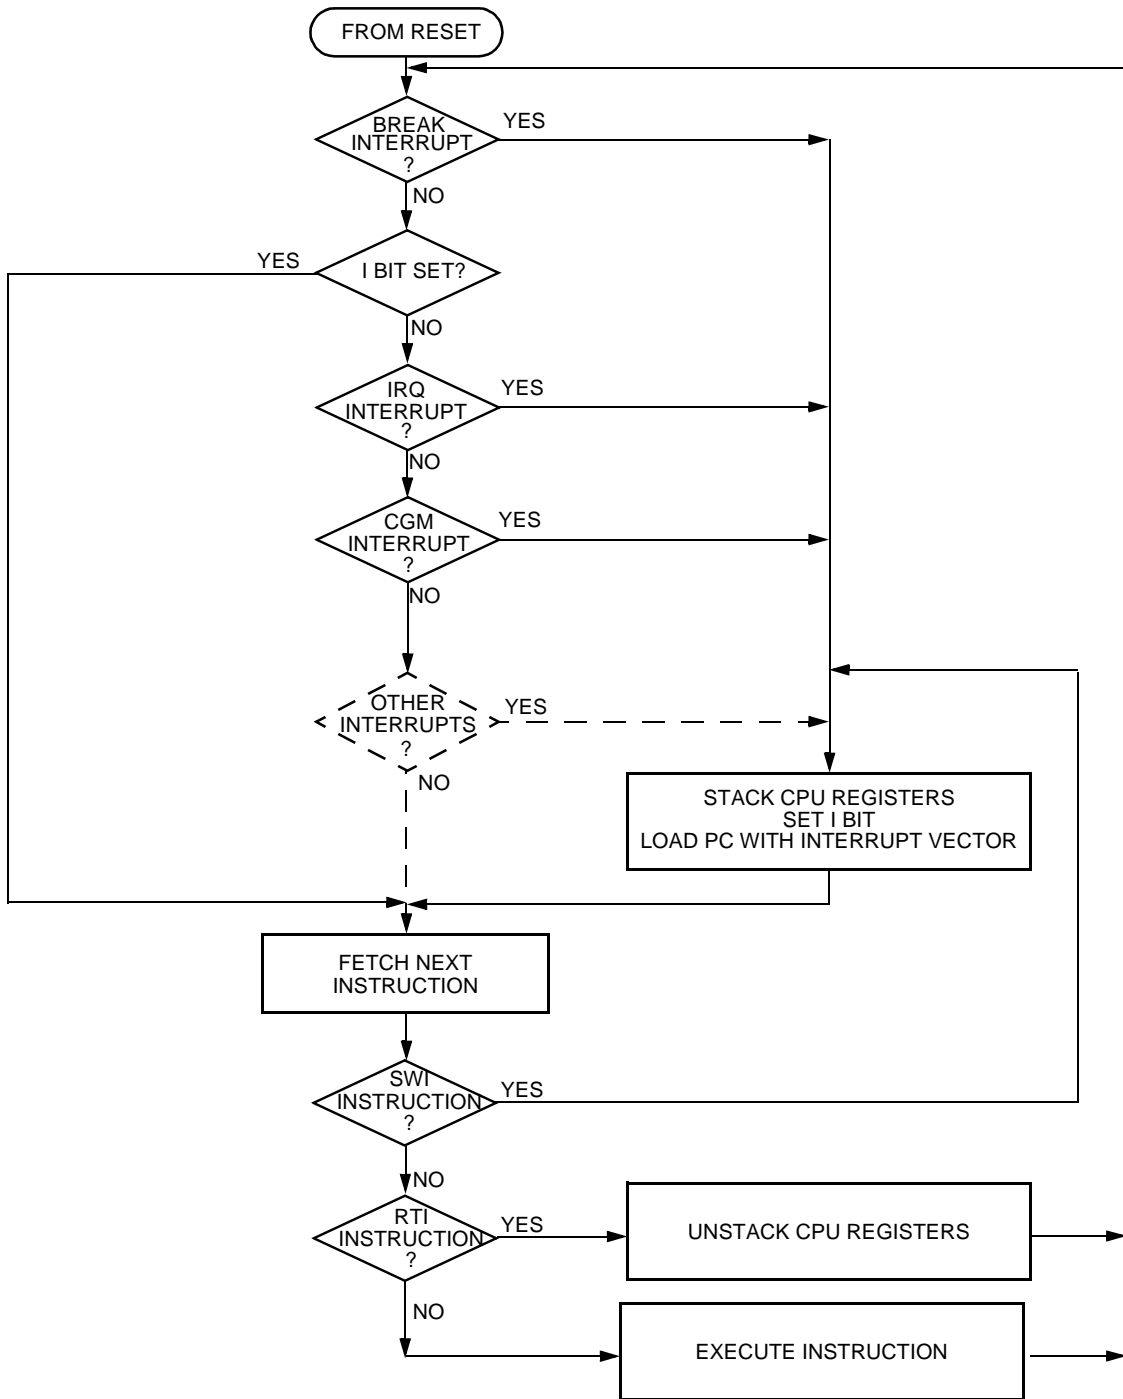 FROM RESET
BREAK
INTERRUPT
?
YES
NO
I BIT SET?
YES
NO
IRQ
INTERRUPT
?
YES
NO
CGM
INTERRUPT
?
YES
NO
OTHER
INTERRUPTS
?
YES
NO
STACK CPU REGISTERS
SET I BIT
LOAD PC WITH INTERRUPT VECTOR
FETCH NEXT
INSTRUCTION
SWI
INSTRUCTION
?
YES
NO
RTI
INSTRUCTION
?
YES
UNSTACK CPU REGISTERS
NO
EXECUTE INSTRUCTION